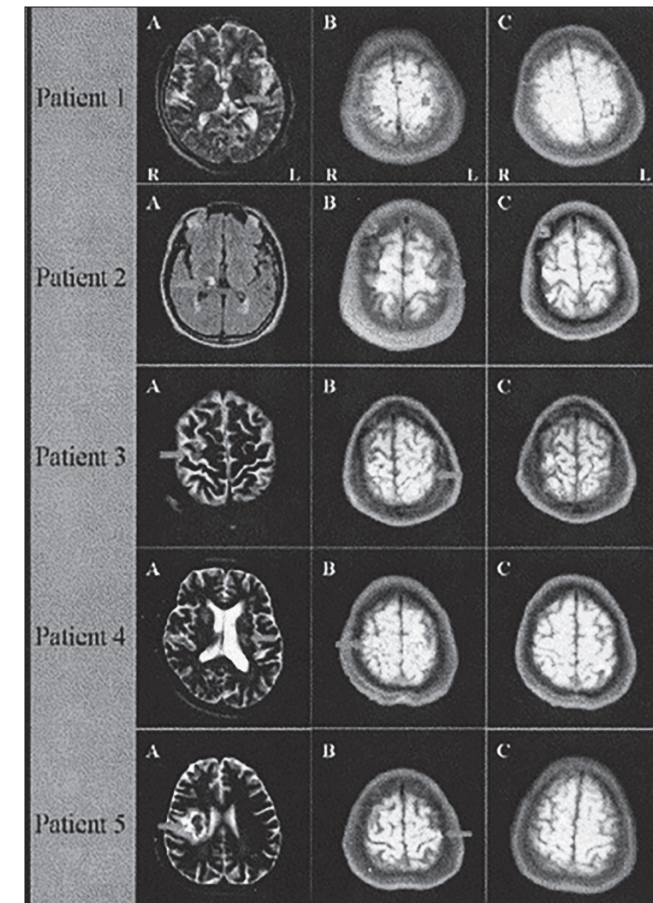 A B C
Patient 1
R L R L R L
A B C
Patient 2
A B C
Patient 3
A B C
Patient 4
A B C
Patient 5